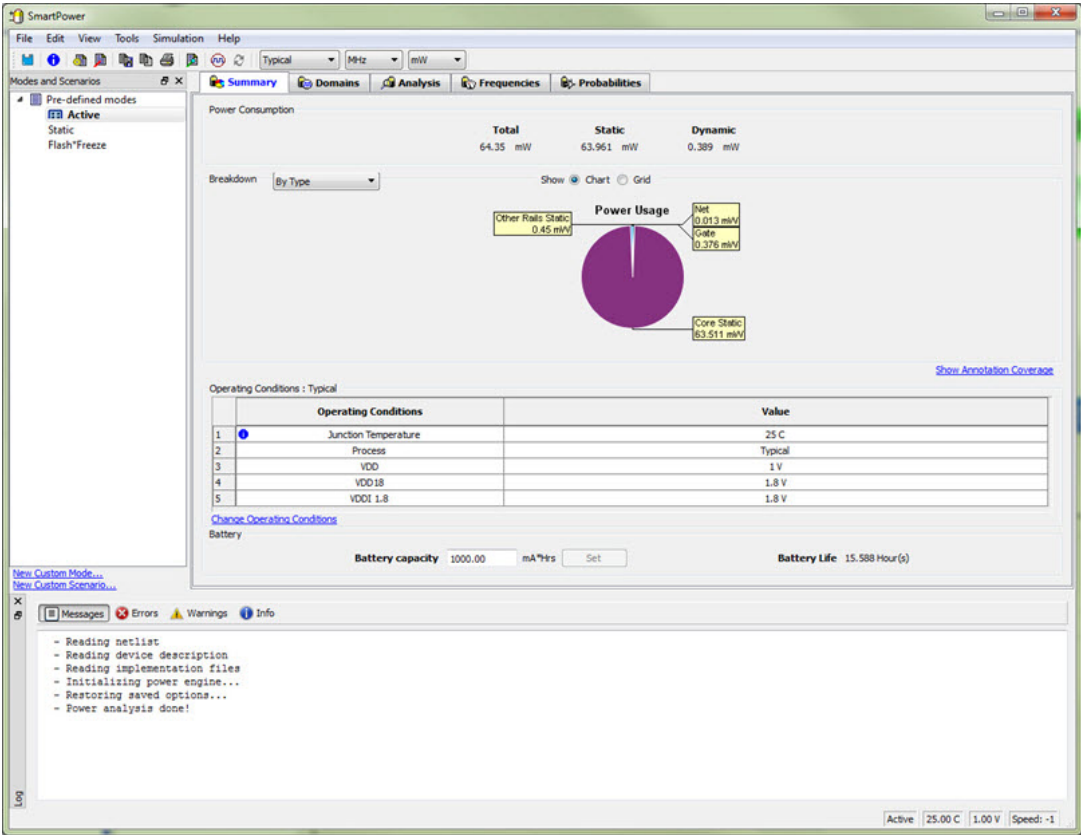 SmartPower
File Edit View Tools Simulation Help
Typical MHz mW
Modes and Scenarios
Pre-defined modes
Active
Static
Flash*Freeze
New Custom Mode...
New Custom Scenario...
Summary Domains Analysis Frequencies Probabilities
Power Consumption
Total Static Dynamic
64.35 mW 63.961 mW 0.389 mW
Breakdown By Type Show Chart Grid
Power Usage
Other Rails Static
0.45 mW
Net
0.013 mW
Gate
0.376 mW
Core Static
63.511 mW
Show Annotation Coverage
Operating Conditions : Typical
Operating Conditions Value
1 Junction Temperature 25 C
2 Process Typical
3 VDD 1 V
4 VDD18 1.8 V
5 VDDI 1.8 1.8 V
Change Operating Conditions
Battery
Battery capacity 1000.00 mA*Hrs Set Battery Life 15.588 Hour(s)
Messages Errors Warnings Info
- Reading netlist
- Reading device description
- Reading implementation files
- Initializing power engine...
- Restoring saved options...
- Power analysis done!
Log
Active 25.00 C 1.00 V Speed: -1